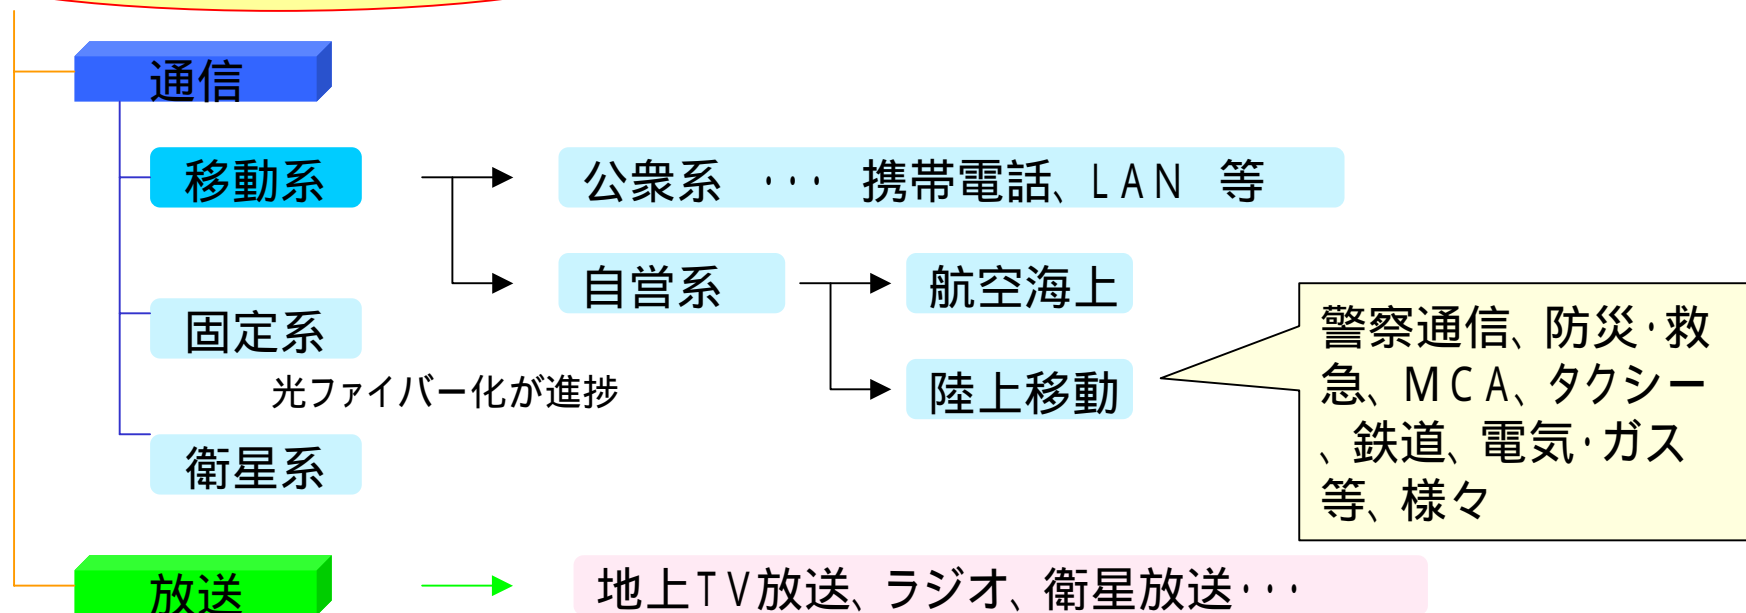 通信
移動系
公衆系 ・・・ 携帯電話、LAN 等
自営系
航空海上
固定系
光ファイバー化が進捗
陸上移動
警察通信、防災・救
急、MCA、タクシー
、鉄道、電気・ガス
等、様々
衛星系
放送
地上TV放送、ラジオ、衛星放送・・・